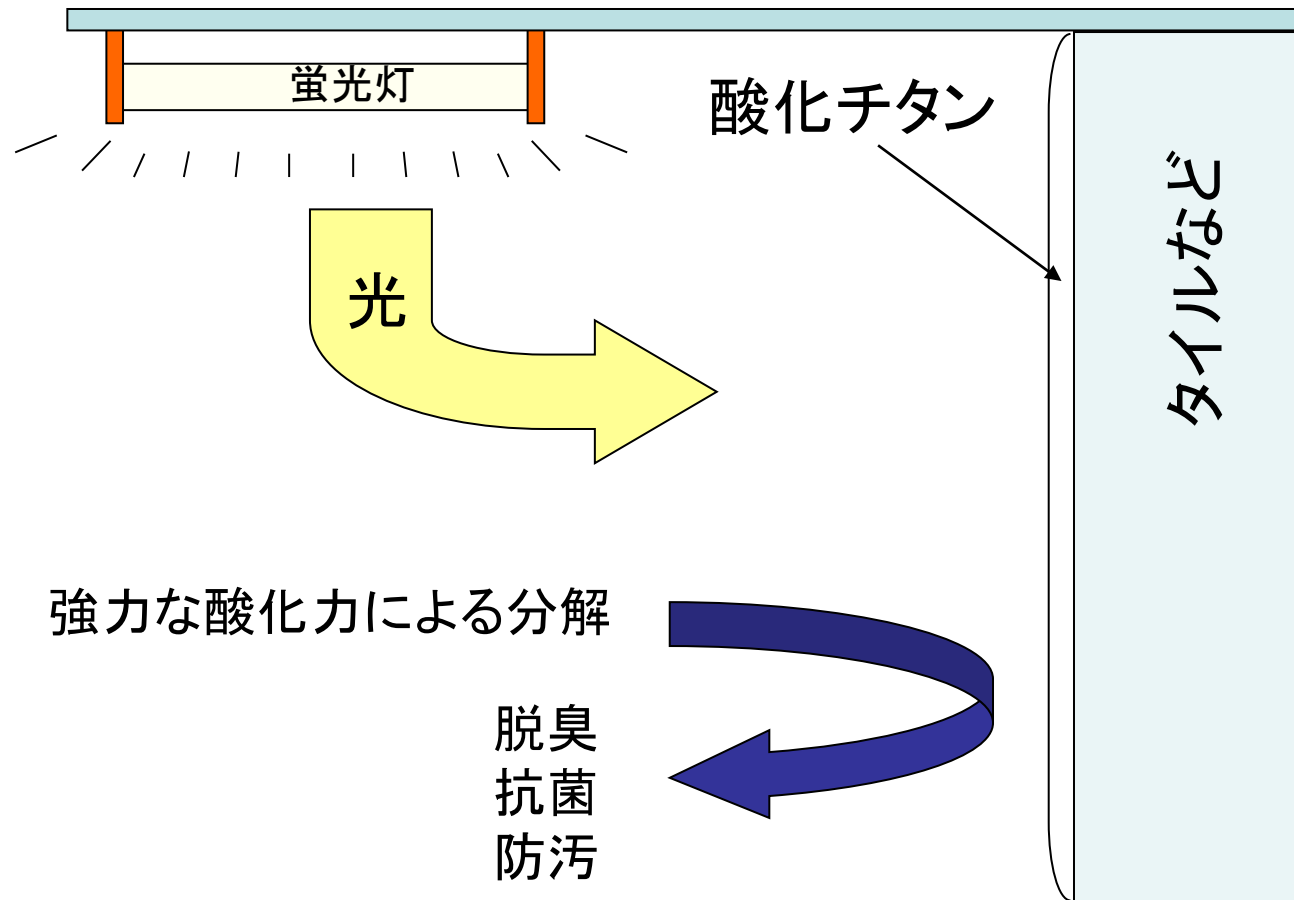 蛍光灯
酸化チタン
タイルなど
光
強力な酸化力による分解
脱臭
抗菌
防汚